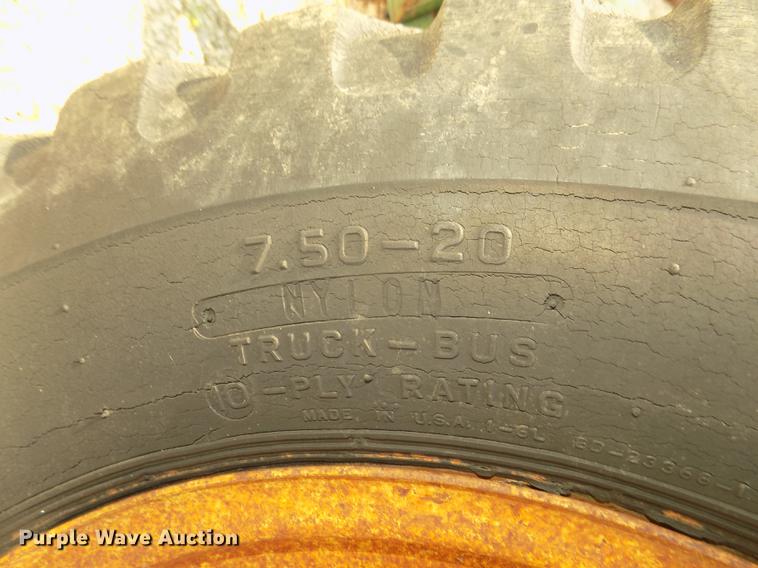 7.50-20
NYLON
TRUCK-BUS
10-PLY RATING
MADE IN U.S.A.
Purple Wave Auction